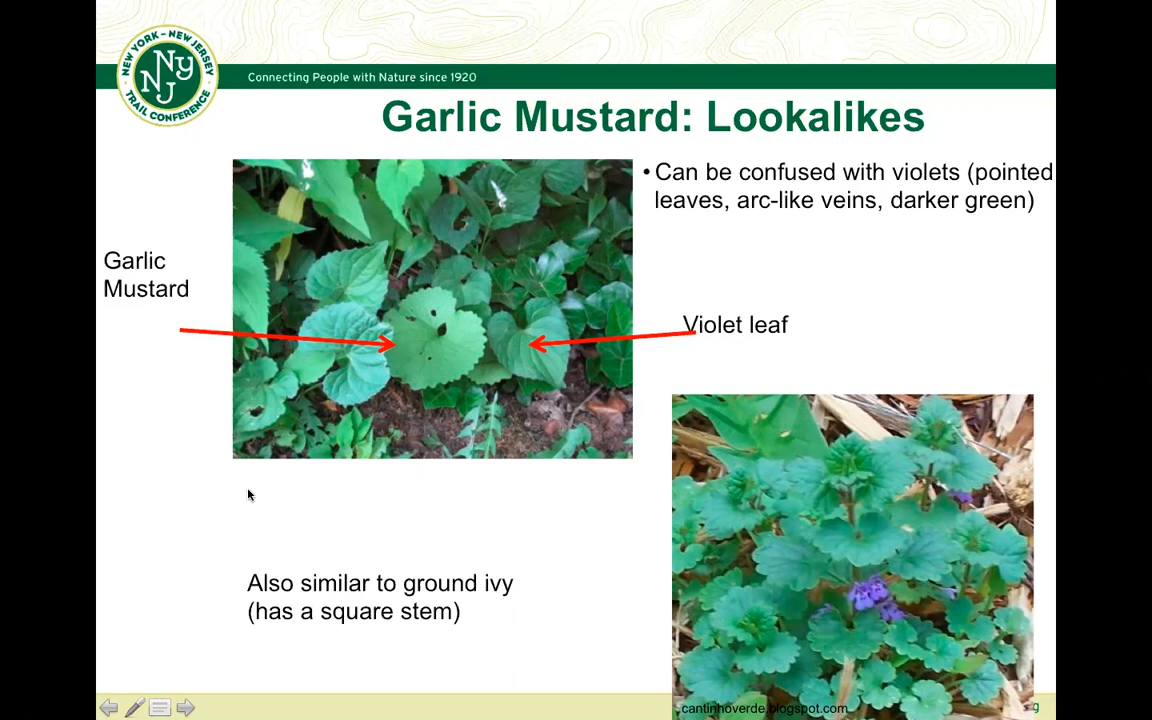 NEW YORK - NEW JERSEY
NY
NJ
TRAIL CONFERENCE
Connecting People with Nature since 1920
Garlic Mustard: Lookalikes
• Can be confused with violets (pointed
leaves, arc-like veins, darker green)
Garlic
Mustard
Violet leaf
Also similar to ground ivy
(has a square stem)
cantinhoverde.blogspot.com
g